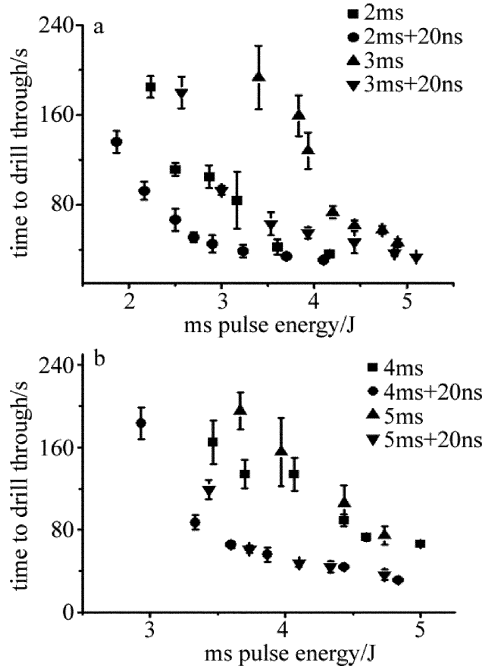 a
2ms
2ms+20ns
3ms
3ms+20ns
240
160
80
time to drill through/s
2 3 4 5
ms pulse energy/J
b
4ms
4ms+20ns
5ms
5ms+20ns
240
160
80
0
time to drill through/s
3 4 5
ms pulse energy/J